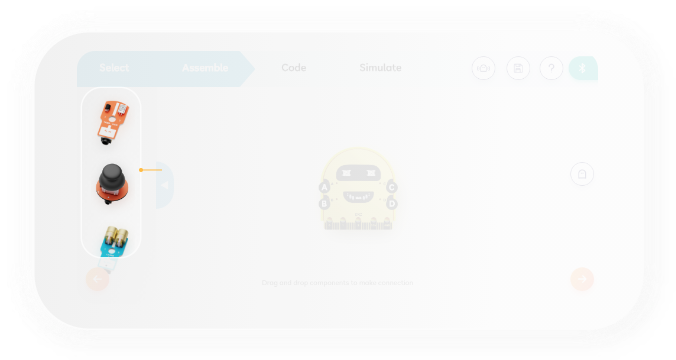 Select
Assemble
Code
Simulate
?
A
C
B
D
Drag and drop components to make connection